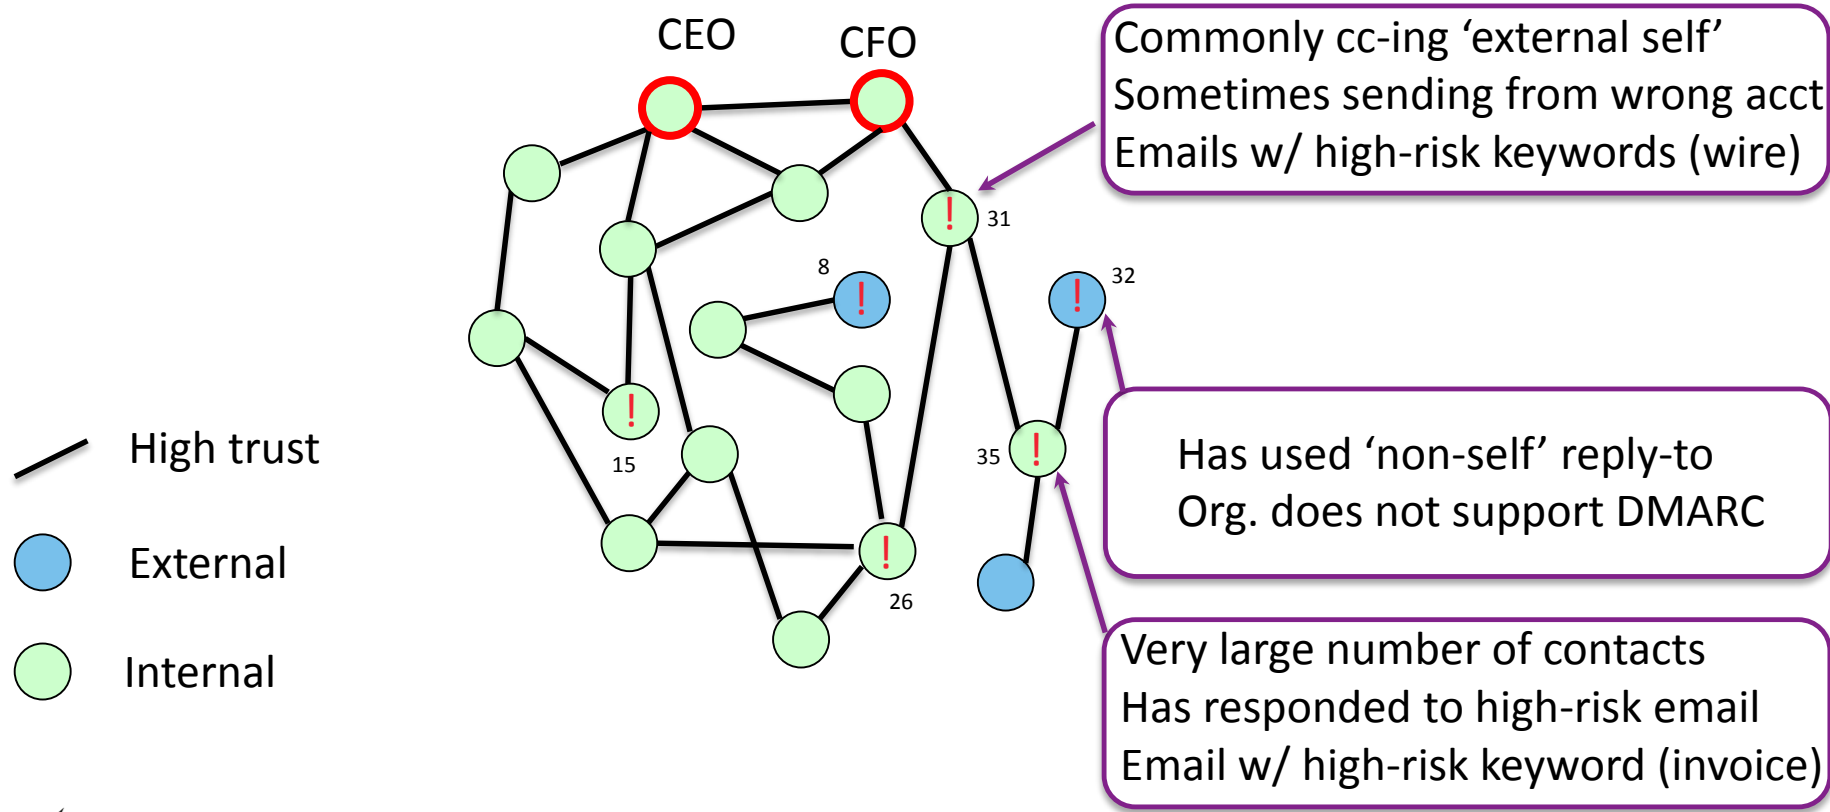 CEO
CFO
Commonly cc-ing ‘external self’
Sometimes sending from wrong acct
Emails w/ high-risk keywords (wire)
!
31
8
!
32
!
!
15
35
!
!
26
High trust
External
Internal
Has used ‘non-self’ reply-to
Org. does not support DMARC
Very large number of contacts
Has responded to high-risk email
Email w/ high-risk keyword (invoice)